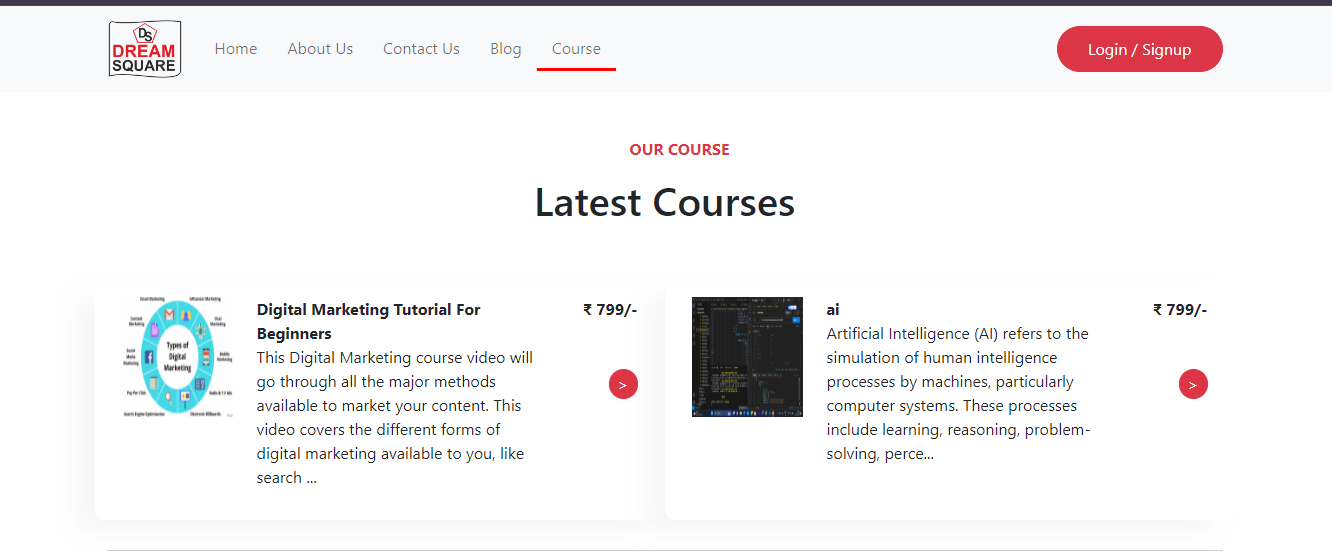 DS
DREAM
SQUARE
Home About Us Contact Us Blog Course
Login / Signup
OUR COURSE
Latest Courses
Types of
Digital
Marketing
Email Marketing
Influencer Marketing
Content
Marketing
Viral
Marketing
Social
Media
Marketing
Mobile
Marketing
Pay Per Click
Radio & T.V Ads
Search Engine Optimization
Electronic Billboards
Digital Marketing Tutorial For
Beginners
₹ 799/-
This Digital Marketing course video will
go through all the major methods
available to market your content. This
video covers the different forms of
digital marketing available to you, like
search ...
>
ai
₹ 799/-
Artificial Intelligence (AI) refers to the
simulation of human intelligence
processes by machines, particularly
computer systems. These processes
include learning, reasoning, problem-
solving, perce...
>